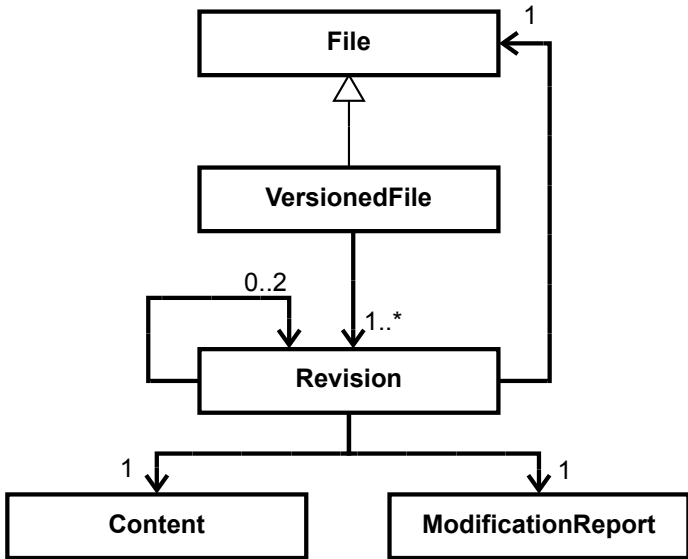 1
File
VersionedFile
0..2
1..*
Revision
1
1
Content
ModificationReport